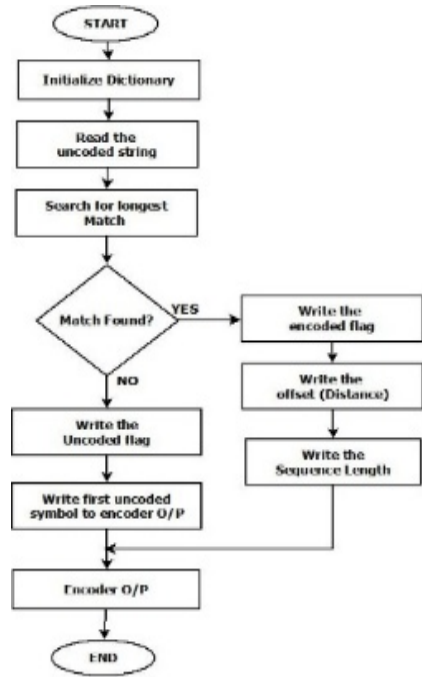 START
Initialize Dictionary
Read the
uncoded string
Search for longest
Match
Match Found?
YES
NO
Write the
encoded flag
Write the
offset (Distance)
Write the
Sequence Length
Write the
Uncoded flag
Write first uncoded
symbol to encoder O/P
Encoder O/P
END